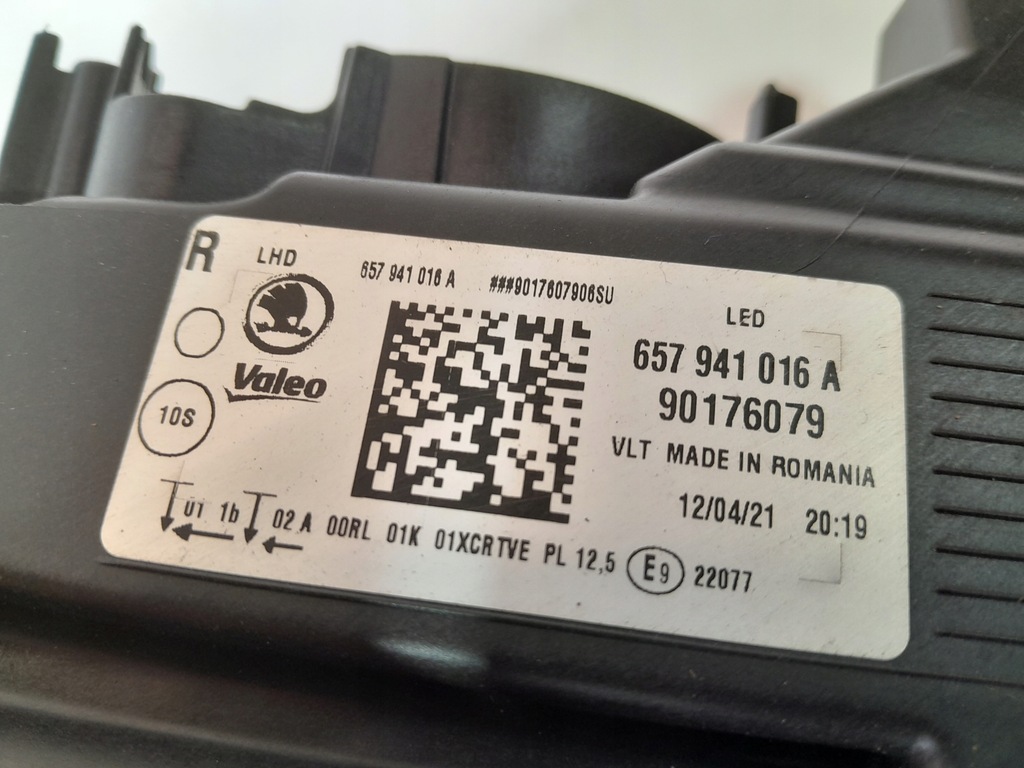 R LHD
657 941 016 A ###9017607906SU
LED
Valeo
657 941 016 A
90176079
10S
VLT MADE IN ROMANIA
12/04/21 20:19
01 1b 02 A 00RL 01K 01XCRTVE PL 12,5 E9 22077